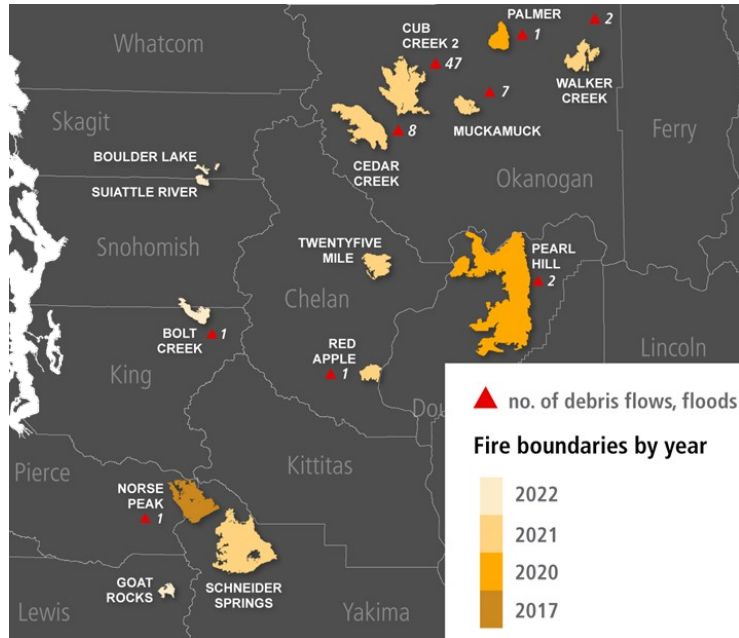 Whatcom
CUB
CREEK 2
47
PALMER
1
2
WALKER
CREEK
7
MUCKAMUCK
8
CEDAR
CREEK
Skagit
Ferry
Okanogan
BOULDER LAKE
SUIATTLE RIVER
Snohomish
TWENTYFIVE
MILE
PEARL
HILL
2
Chelan
BOLT
CREEK
1
RED
APPLE
1
King
Lincoln
Dou
Kittitas
Pierce
NORSE
PEAK
1
GOAT
ROCKS
SCHNEIDER
SPRINGS
Lewis
Yakima
no. of debris flows, floods
Fire boundaries by year
2022
2021
2020
2017